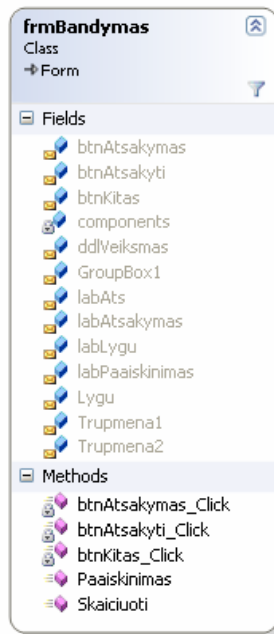 frmBandymas
Class
Form
Fields
btnAtsakymas
btnAtsakyti
btnKitas
components
ddlVeiksmas
GroupBox1
labAts
labAtsakymas
labLygu
labPaaiskinimas
Lygu
Trupmena1
Trupmena2
Methods
btnAtsakymas_Click
btnAtsakyti_Click
btnKitas_Click
Paaiskinimas
Skaiciuoti